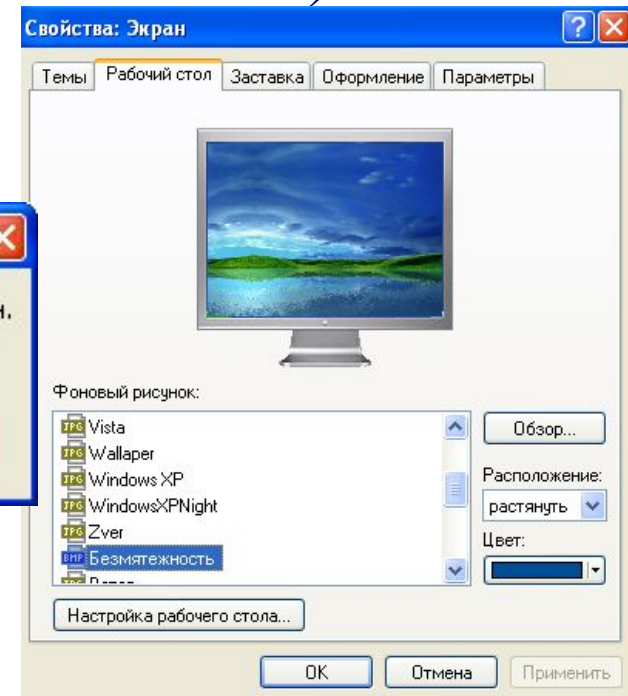 Свойства: Экран
Темы Рабочий стол Заставка Оформление Параметры
н.
Фоновый рисунок:
Vista
Wallaper
Windows XP
WindowsXPNight
Zver
Безмятежность
Обзор...
Расположение:
растянуть
Цвет:
Настройка рабочего стола...
ОК Отмена Применить